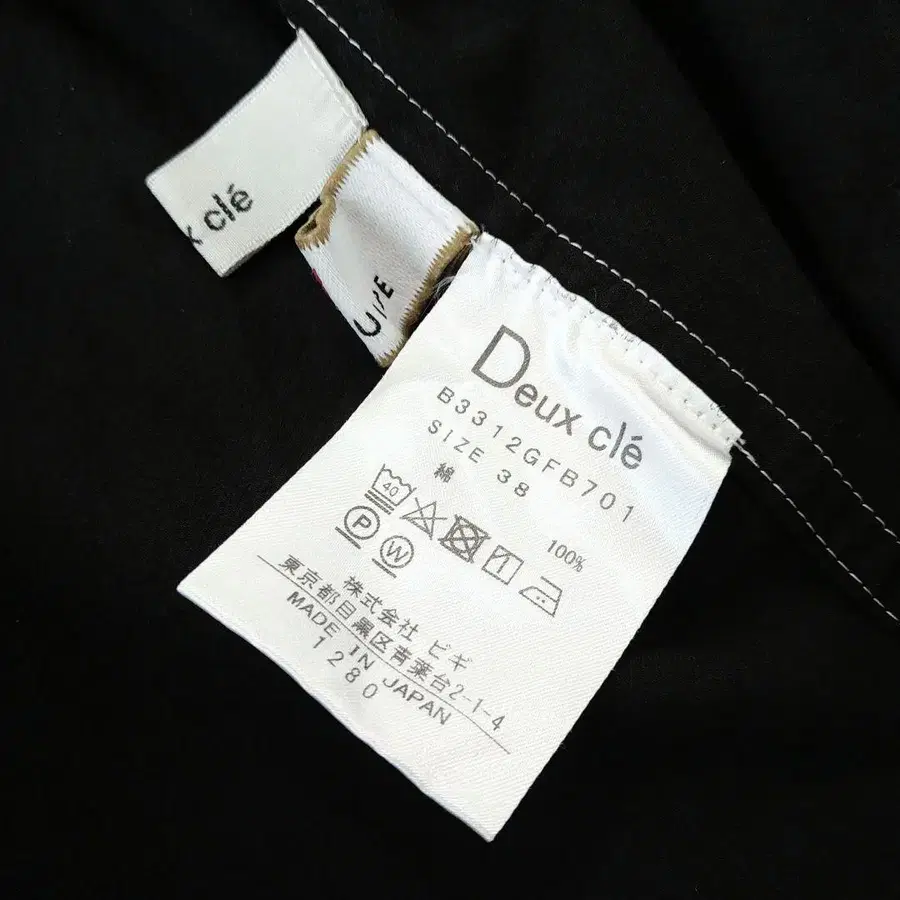 clé
Deux clé
B3312GFB701
SIZE 38
綿 100%
40
P W
株式会社 ビギ
東京都目黒区青葉台2-1-4
MADE IN JAPAN
1280